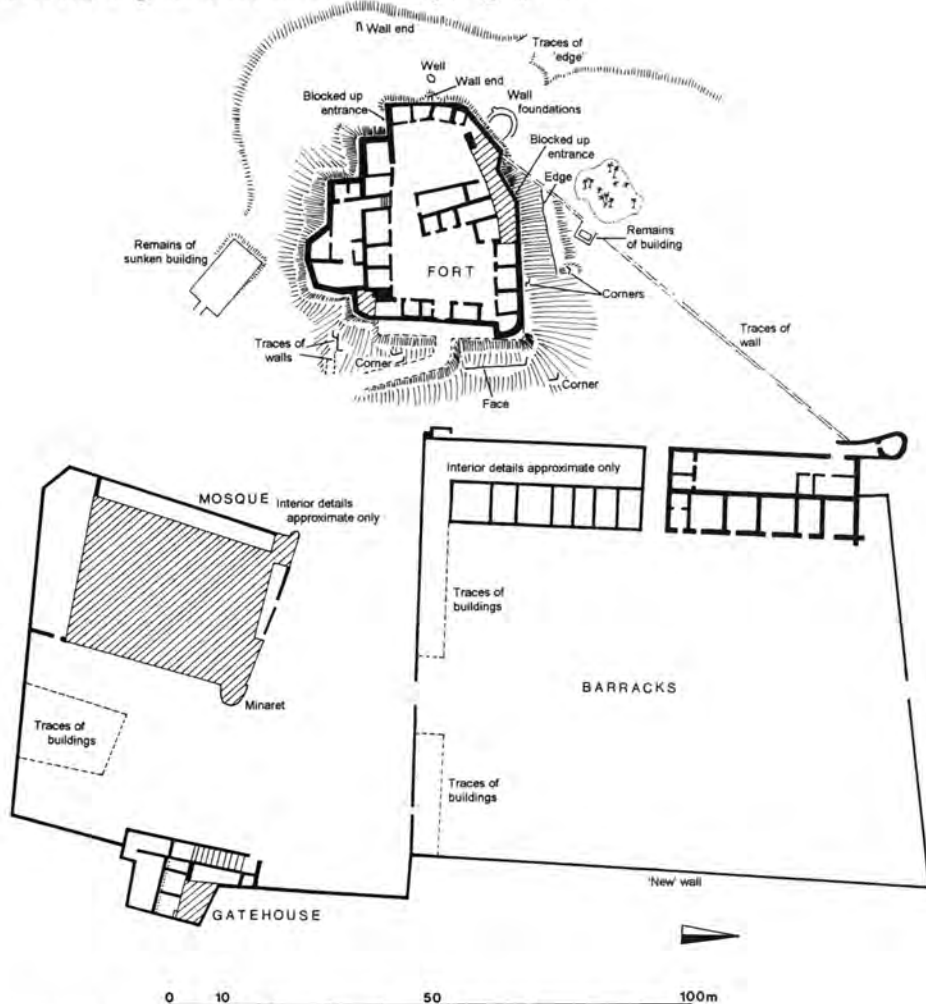 Wall end
Traces of
'edge'
Well
Wall end
Blocked up
entrance
Wall
foundations
Blocked up
entrance
Edge
Remains of
sunken building
Remains
of building
FORT
Corners
Traces of
walls
Corner
Traces of
wall
Corner
Face
Interior details approximate only
MOSQUE
Interior details
approximate only
Traces of
buildings
BARRACKS
Minaret
Traces of
buildings
Traces of
buildings
'New' wall
GATEHOUSE
0 10 50 100m